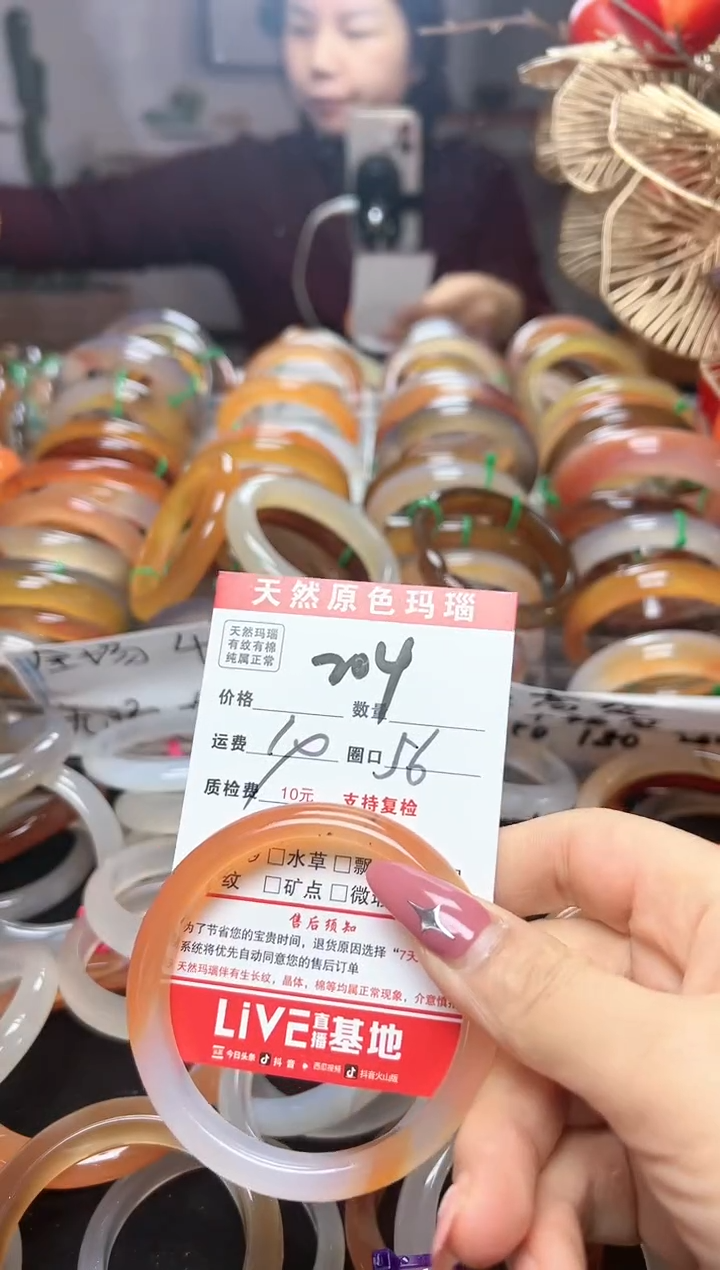 天然原色玛瑙
天然玛瑙
有纹有棉
纯属正常
204
价格 数量
运费 10 圈口 56
质检费 10元 支持复检
□水草 □飘
纹 □矿点 □微
售后须知
为了节省您的宝贵时间，退货原因选择“7天
系统将优先自动同意您的售后订单
天然玛瑙伴有生长纹，晶体，棉等均属正常现象，介意慎拍
LiVE直播基地
今日头条 抖音 西瓜视频 抖音火山版
180